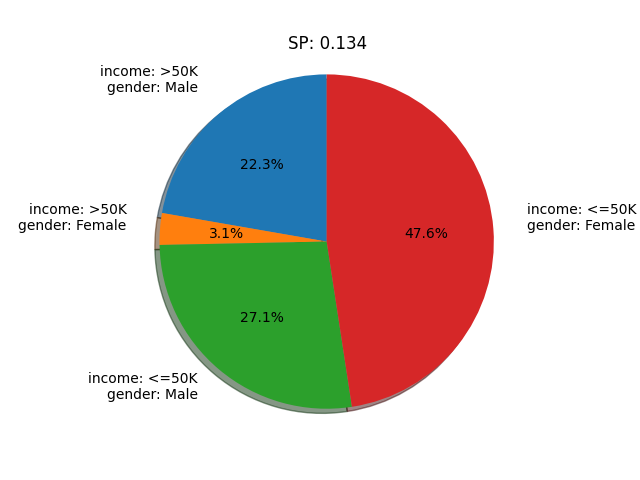 SP: 0.134
income: >50K
gender: Male
22.3%
income: >50K
gender: Female
3.1%
47.6%
income: <=50K
gender: Female
27.1%
income: <=50K
gender: Male